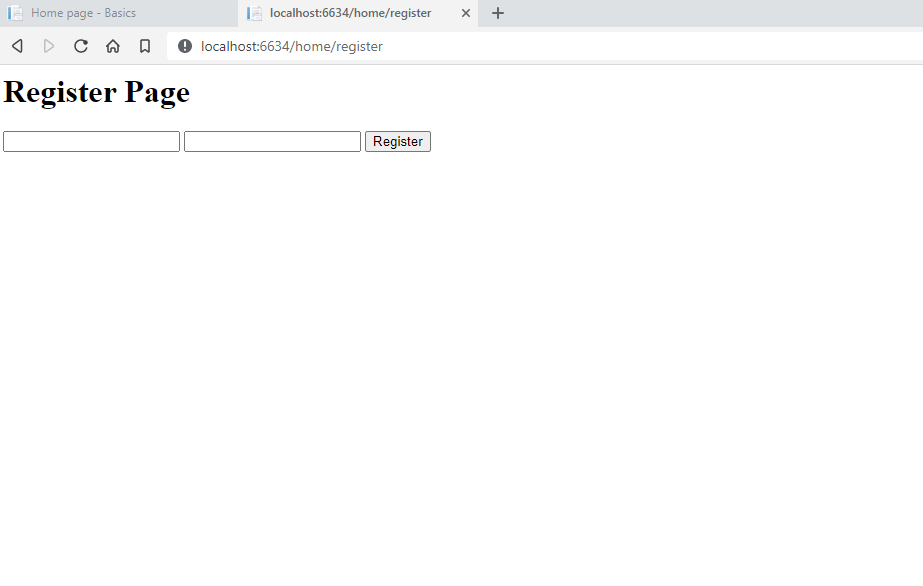 Home page - Basics
localhost:6634/home/register
localhost:6634/home/register
Register Page
Register